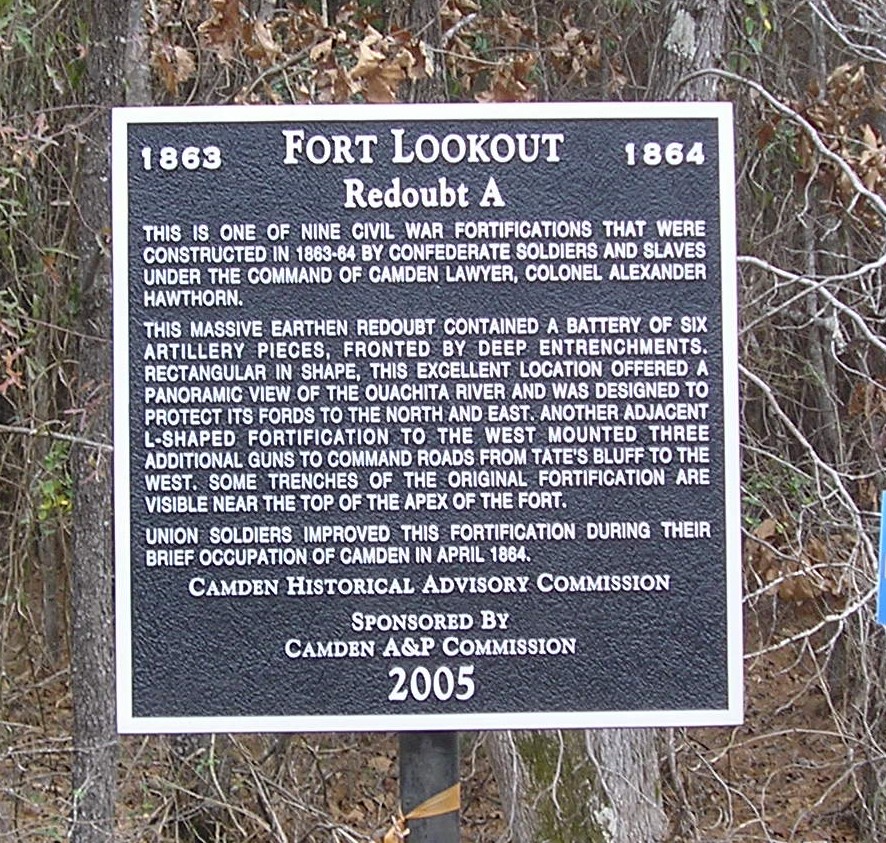 1863 FORT LOOKOUT 1864
Redoubt A
THIS IS ONE OF NINE CIVIL WAR FORTIFICATIONS THAT WERE
CONSTRUCTED IN 1863-64 BY CONFEDERATE SOLDIERS AND SLAVES
UNDER THE COMMAND OF CAMDEN LAWYER, COLONEL ALEXANDER
HAWTHORN.
THIS MASSIVE EARTHEN REDOUBT CONTAINED A BATTERY OF SIX
ARTILLERY PIECES, FRONTED BY DEEP ENTRENCHMENTS.
RECTANGULAR IN SHAPE, THIS EXCELLENT LOCATION OFFERED A
PANORAMIC VIEW OF THE OUACHITA RIVER AND WAS DESIGNED TO
PROTECT ITS FORDS TO THE NORTH AND EAST. ANOTHER ADJACENT
L-SHAPED FORTIFICATION TO THE WEST MOUNTED THREE
ADDITIONAL GUNS TO COMMAND ROADS FROM TATE'S BLUFF TO THE
WEST. SOME TRENCHES OF THE ORIGINAL FORTIFICATION ARE
VISIBLE NEAR THE TOP OF THE APEX OF THE FORT.
UNION SOLDIERS IMPROVED THIS FORTIFICATION DURING THEIR
BRIEF OCCUPATION OF CAMDEN IN APRIL 1864.
CAMDEN HISTORICAL ADVISORY COMMISSION
SPONSORED BY
CAMDEN A&P COMMISSION
2005